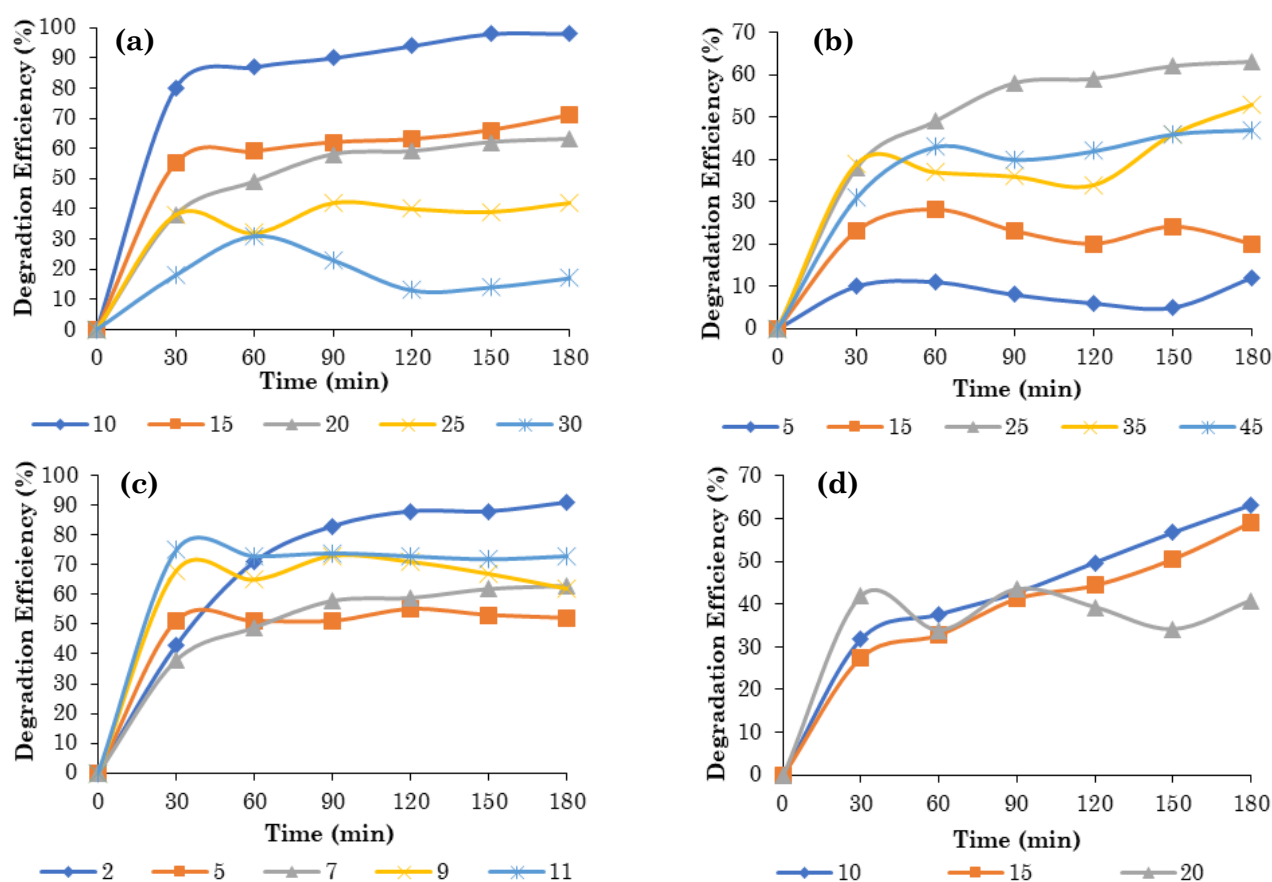 (a)
Degradtion Efficiency (%)
100
90
80
70
60
50
40
30
20
10
0
0 30 60 90 120 150 180
Time (min)
10 15 20 25 30
(b)
Degradation Efficiency (%)
70
60
50
40
30
20
10
0
0 30 60 90 120 150 180
Time (min)
5 15 25 35 45
(c)
Degradtion Efficiency (%)
100
90
80
70
60
50
40
30
20
10
0
0 30 60 90 120 150 180
Time (min)
2 5 7 9 11
(d)
Degradation Efficiency (%)
70
60
50
40
30
20
10
0
0 30 60 90 120 150 180
Time (min)
10 15 20